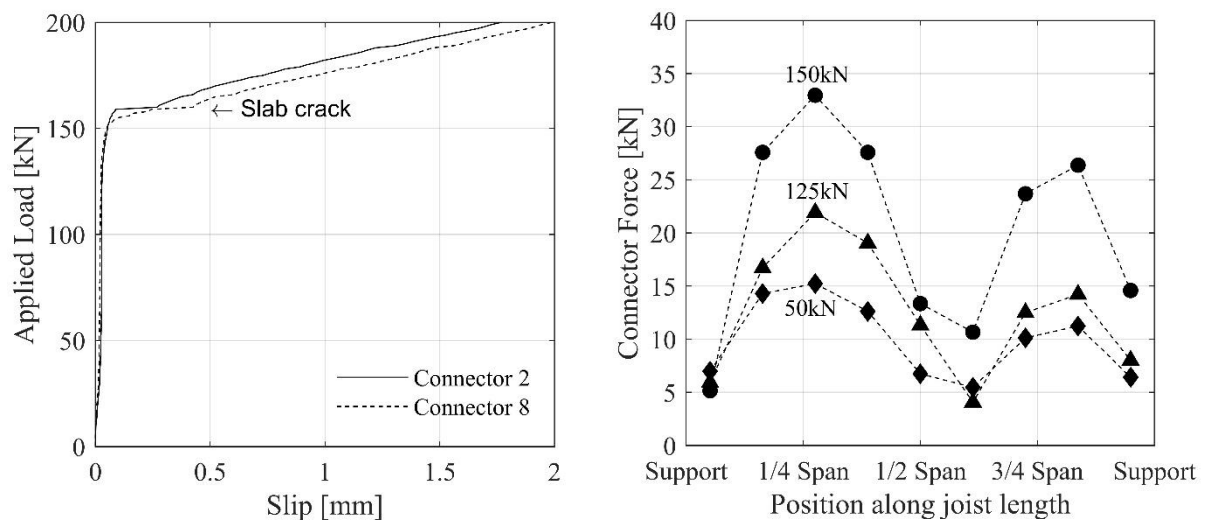 200
150
100
50
0
Applied Load [kN]
← Slab crack
Connector 2
Connector 8
0 0.5 1 1.5 2
Slip [mm]
40
35
30
25
20
15
10
5
0
Connector Force [kN]
150kN
125kN
50kN
Support 1/4 Span 1/2 Span 3/4 Span Support
Position along joist length